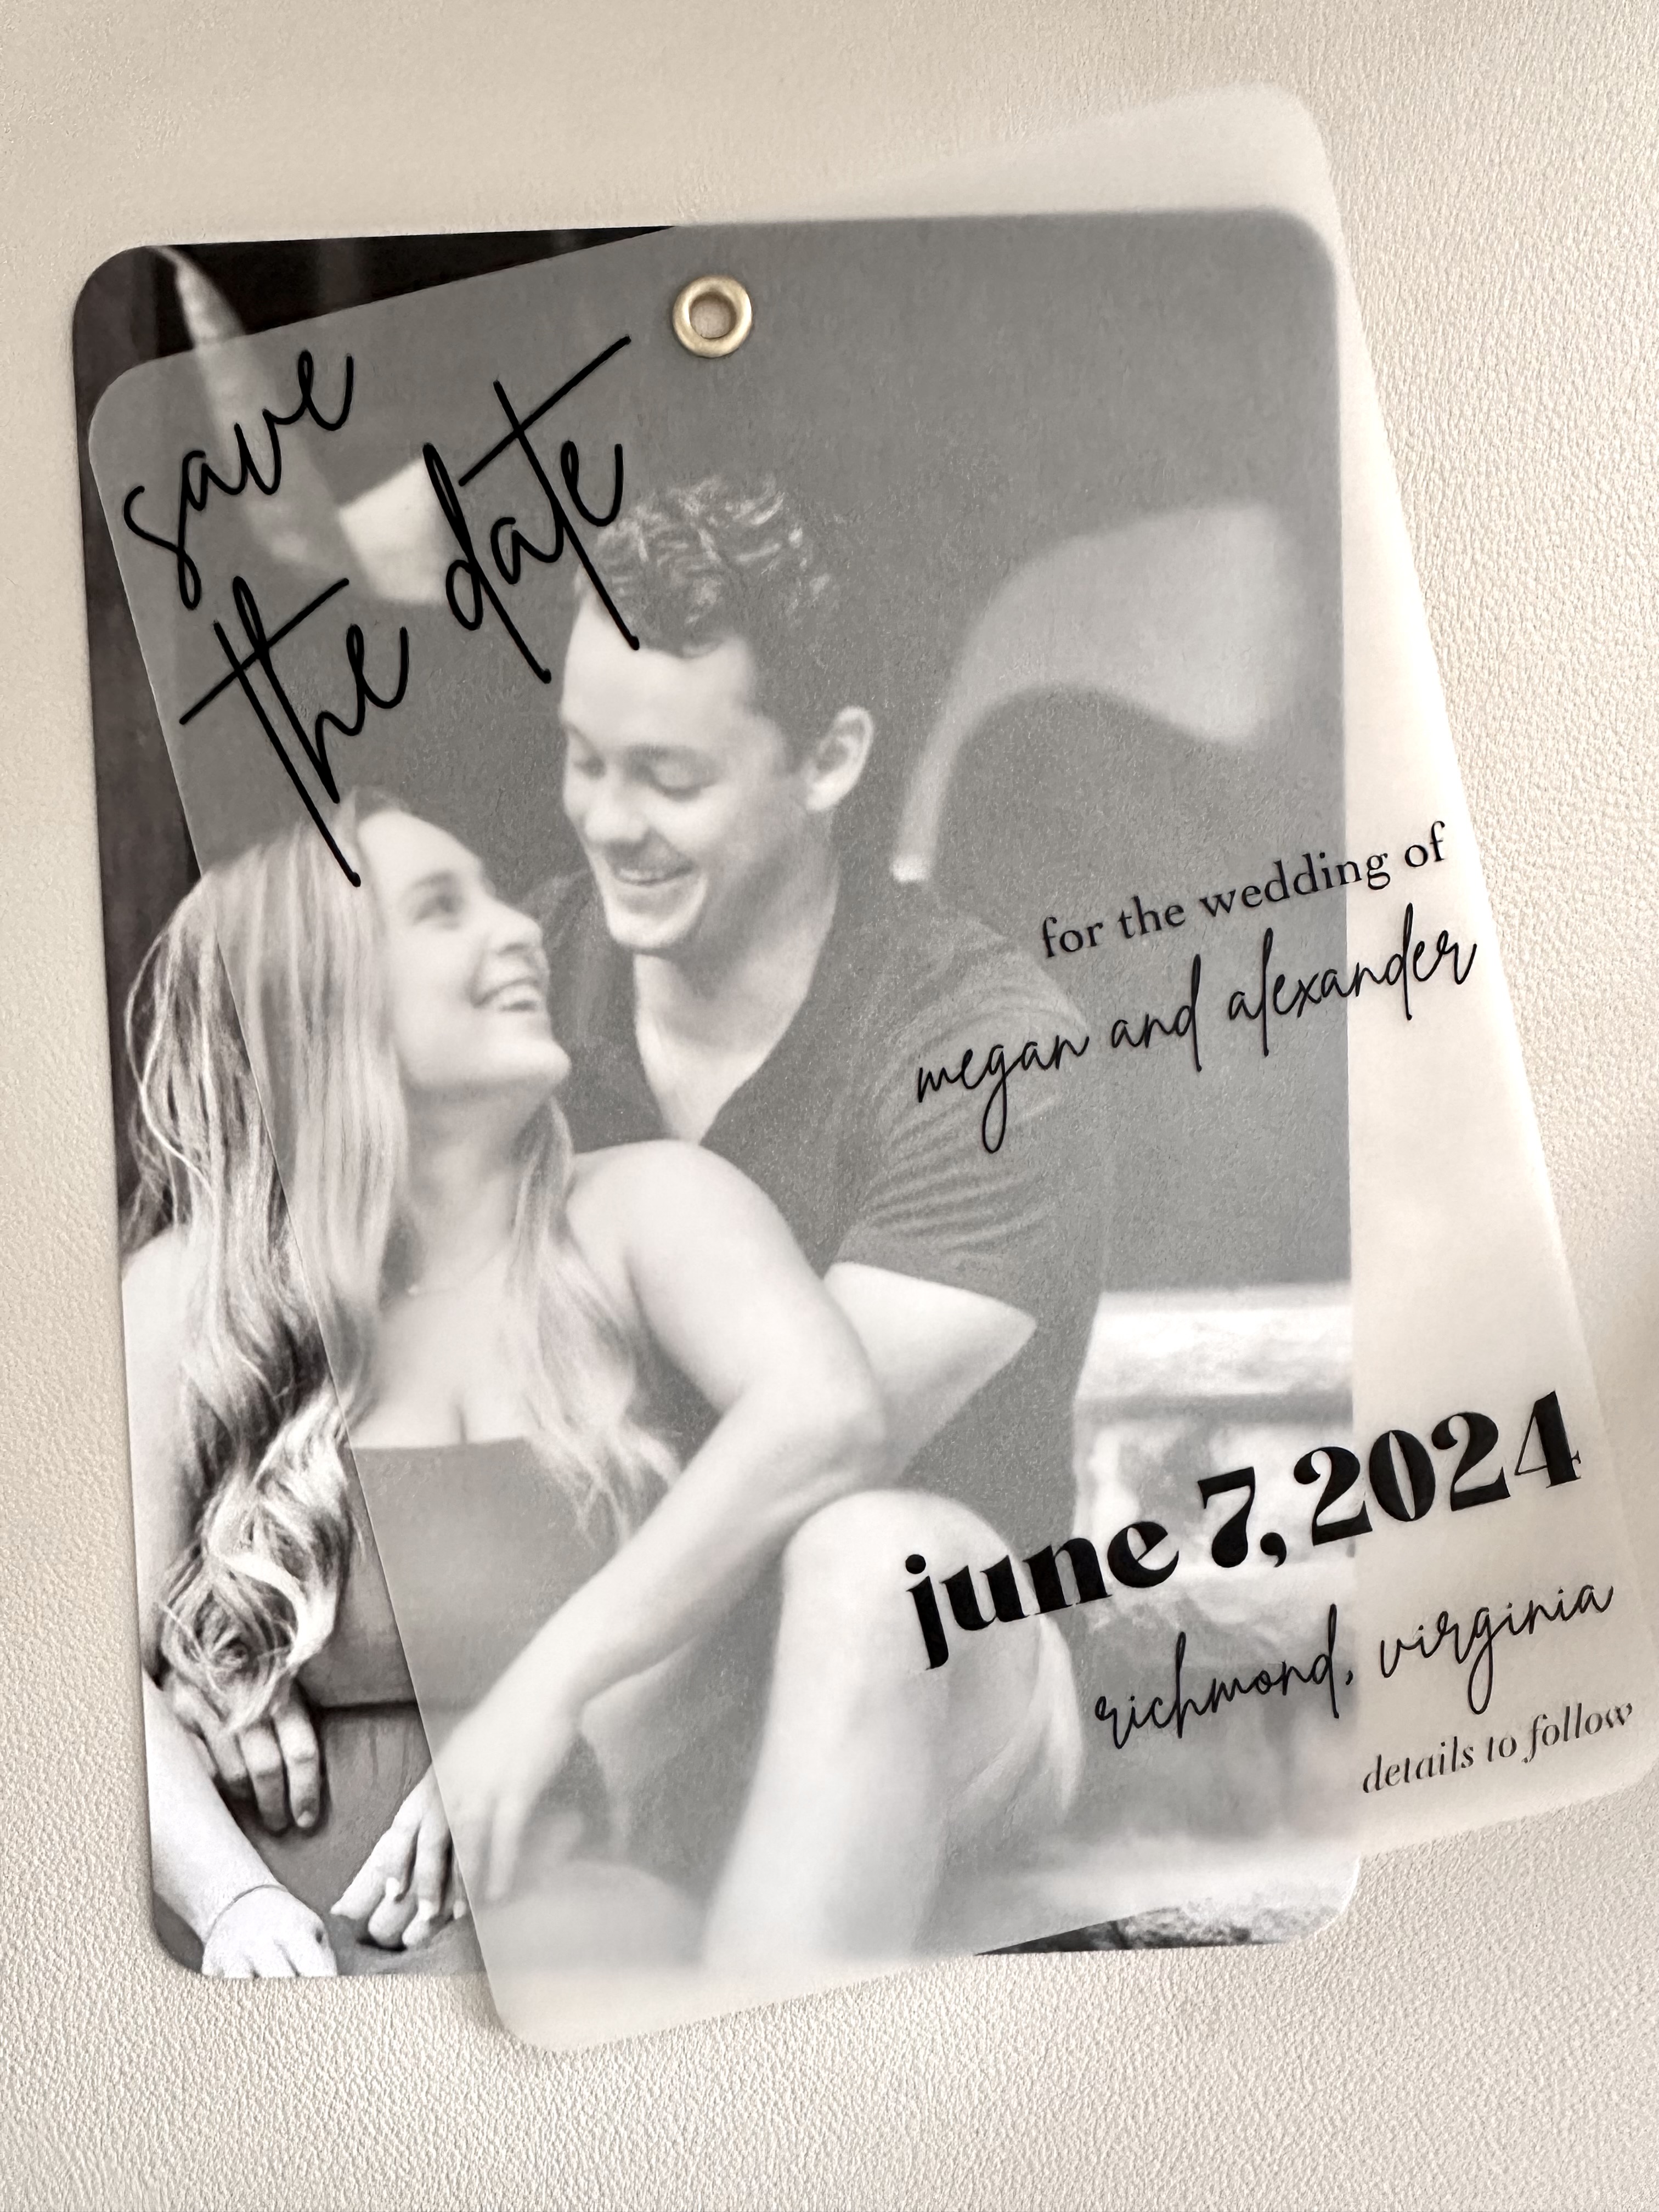 save
the date
for the wedding of
megan and alexander
june 7, 2024
richmond, virginia
details to follow